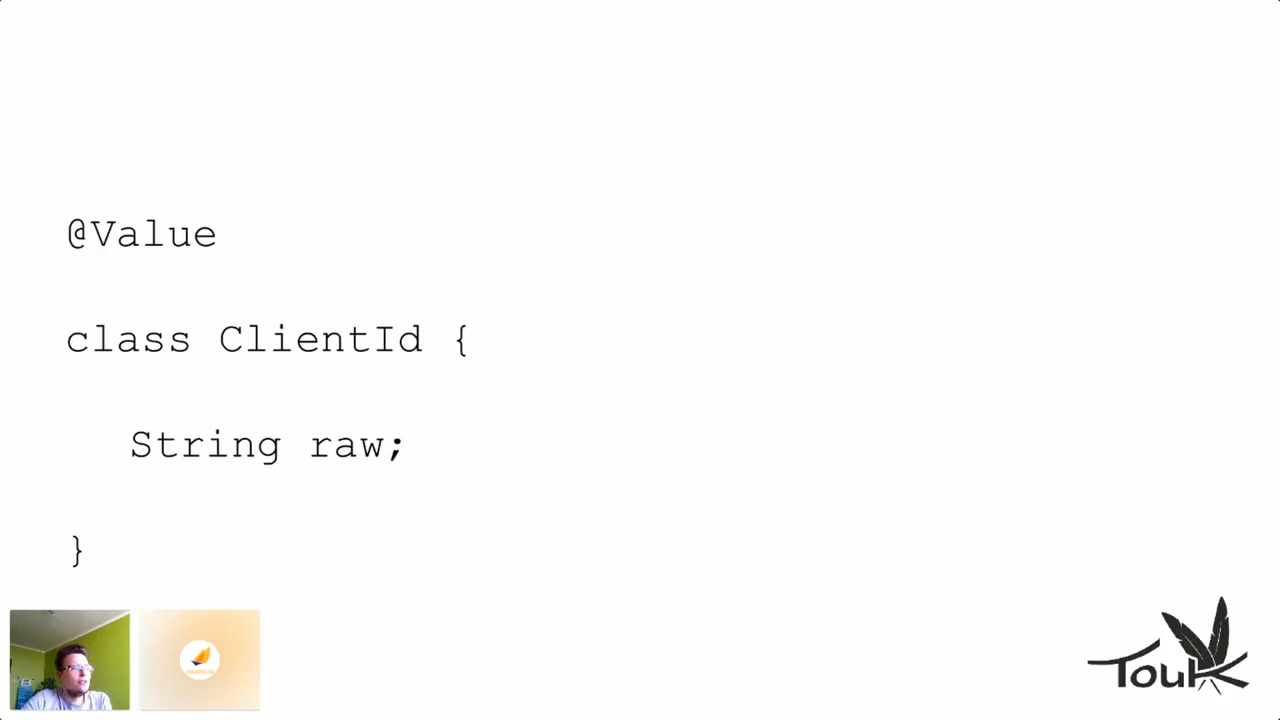 @Value
class ClientId {
String raw;
}
TouK